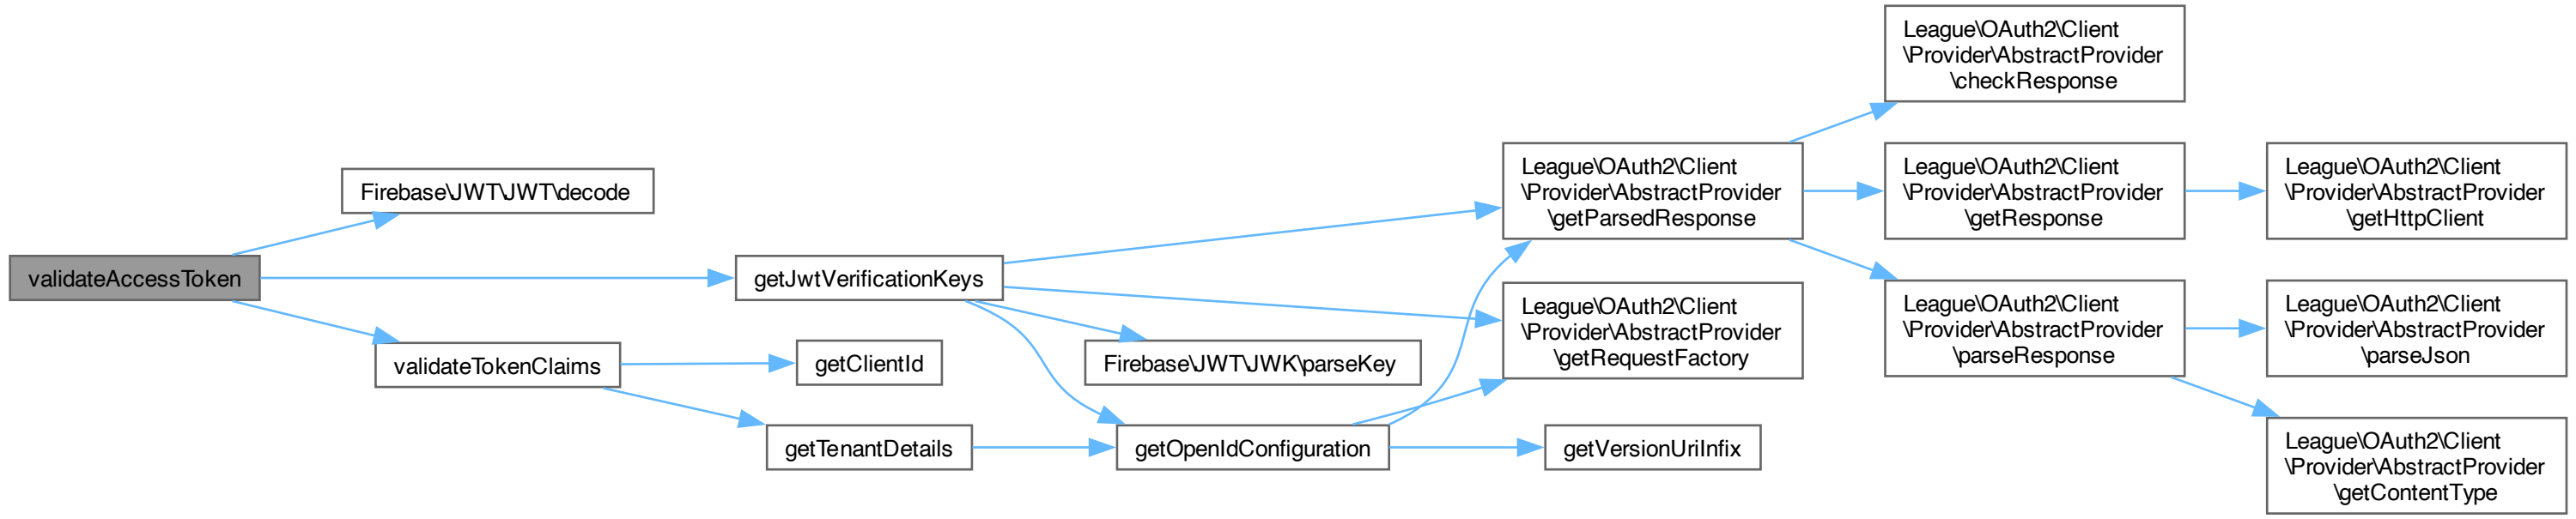 validateAccessToken
Firebase\JWT\JWT\decode
getJwtVerificationKeys
validateTokenClaims
getClientId
getTenantDetails
League\OAuth2\Client
\Provider\AbstractProvider
\getParsedResponse
League\OAuth2\Client
\Provider\AbstractProvider
\getRequestFactory
Firebase\JWT\JWK\parseKey
getOpenIdConfiguration
getVersionUriInfix
League\OAuth2\Client
\Provider\AbstractProvider
\checkResponse
League\OAuth2\Client
\Provider\AbstractProvider
\getResponse
League\OAuth2\Client
\Provider\AbstractProvider
\parseResponse
League\OAuth2\Client
\Provider\AbstractProvider
\getHttpClient
League\OAuth2\Client
\Provider\AbstractProvider
\parseJson
League\OAuth2\Client
\Provider\AbstractProvider
\getContentType